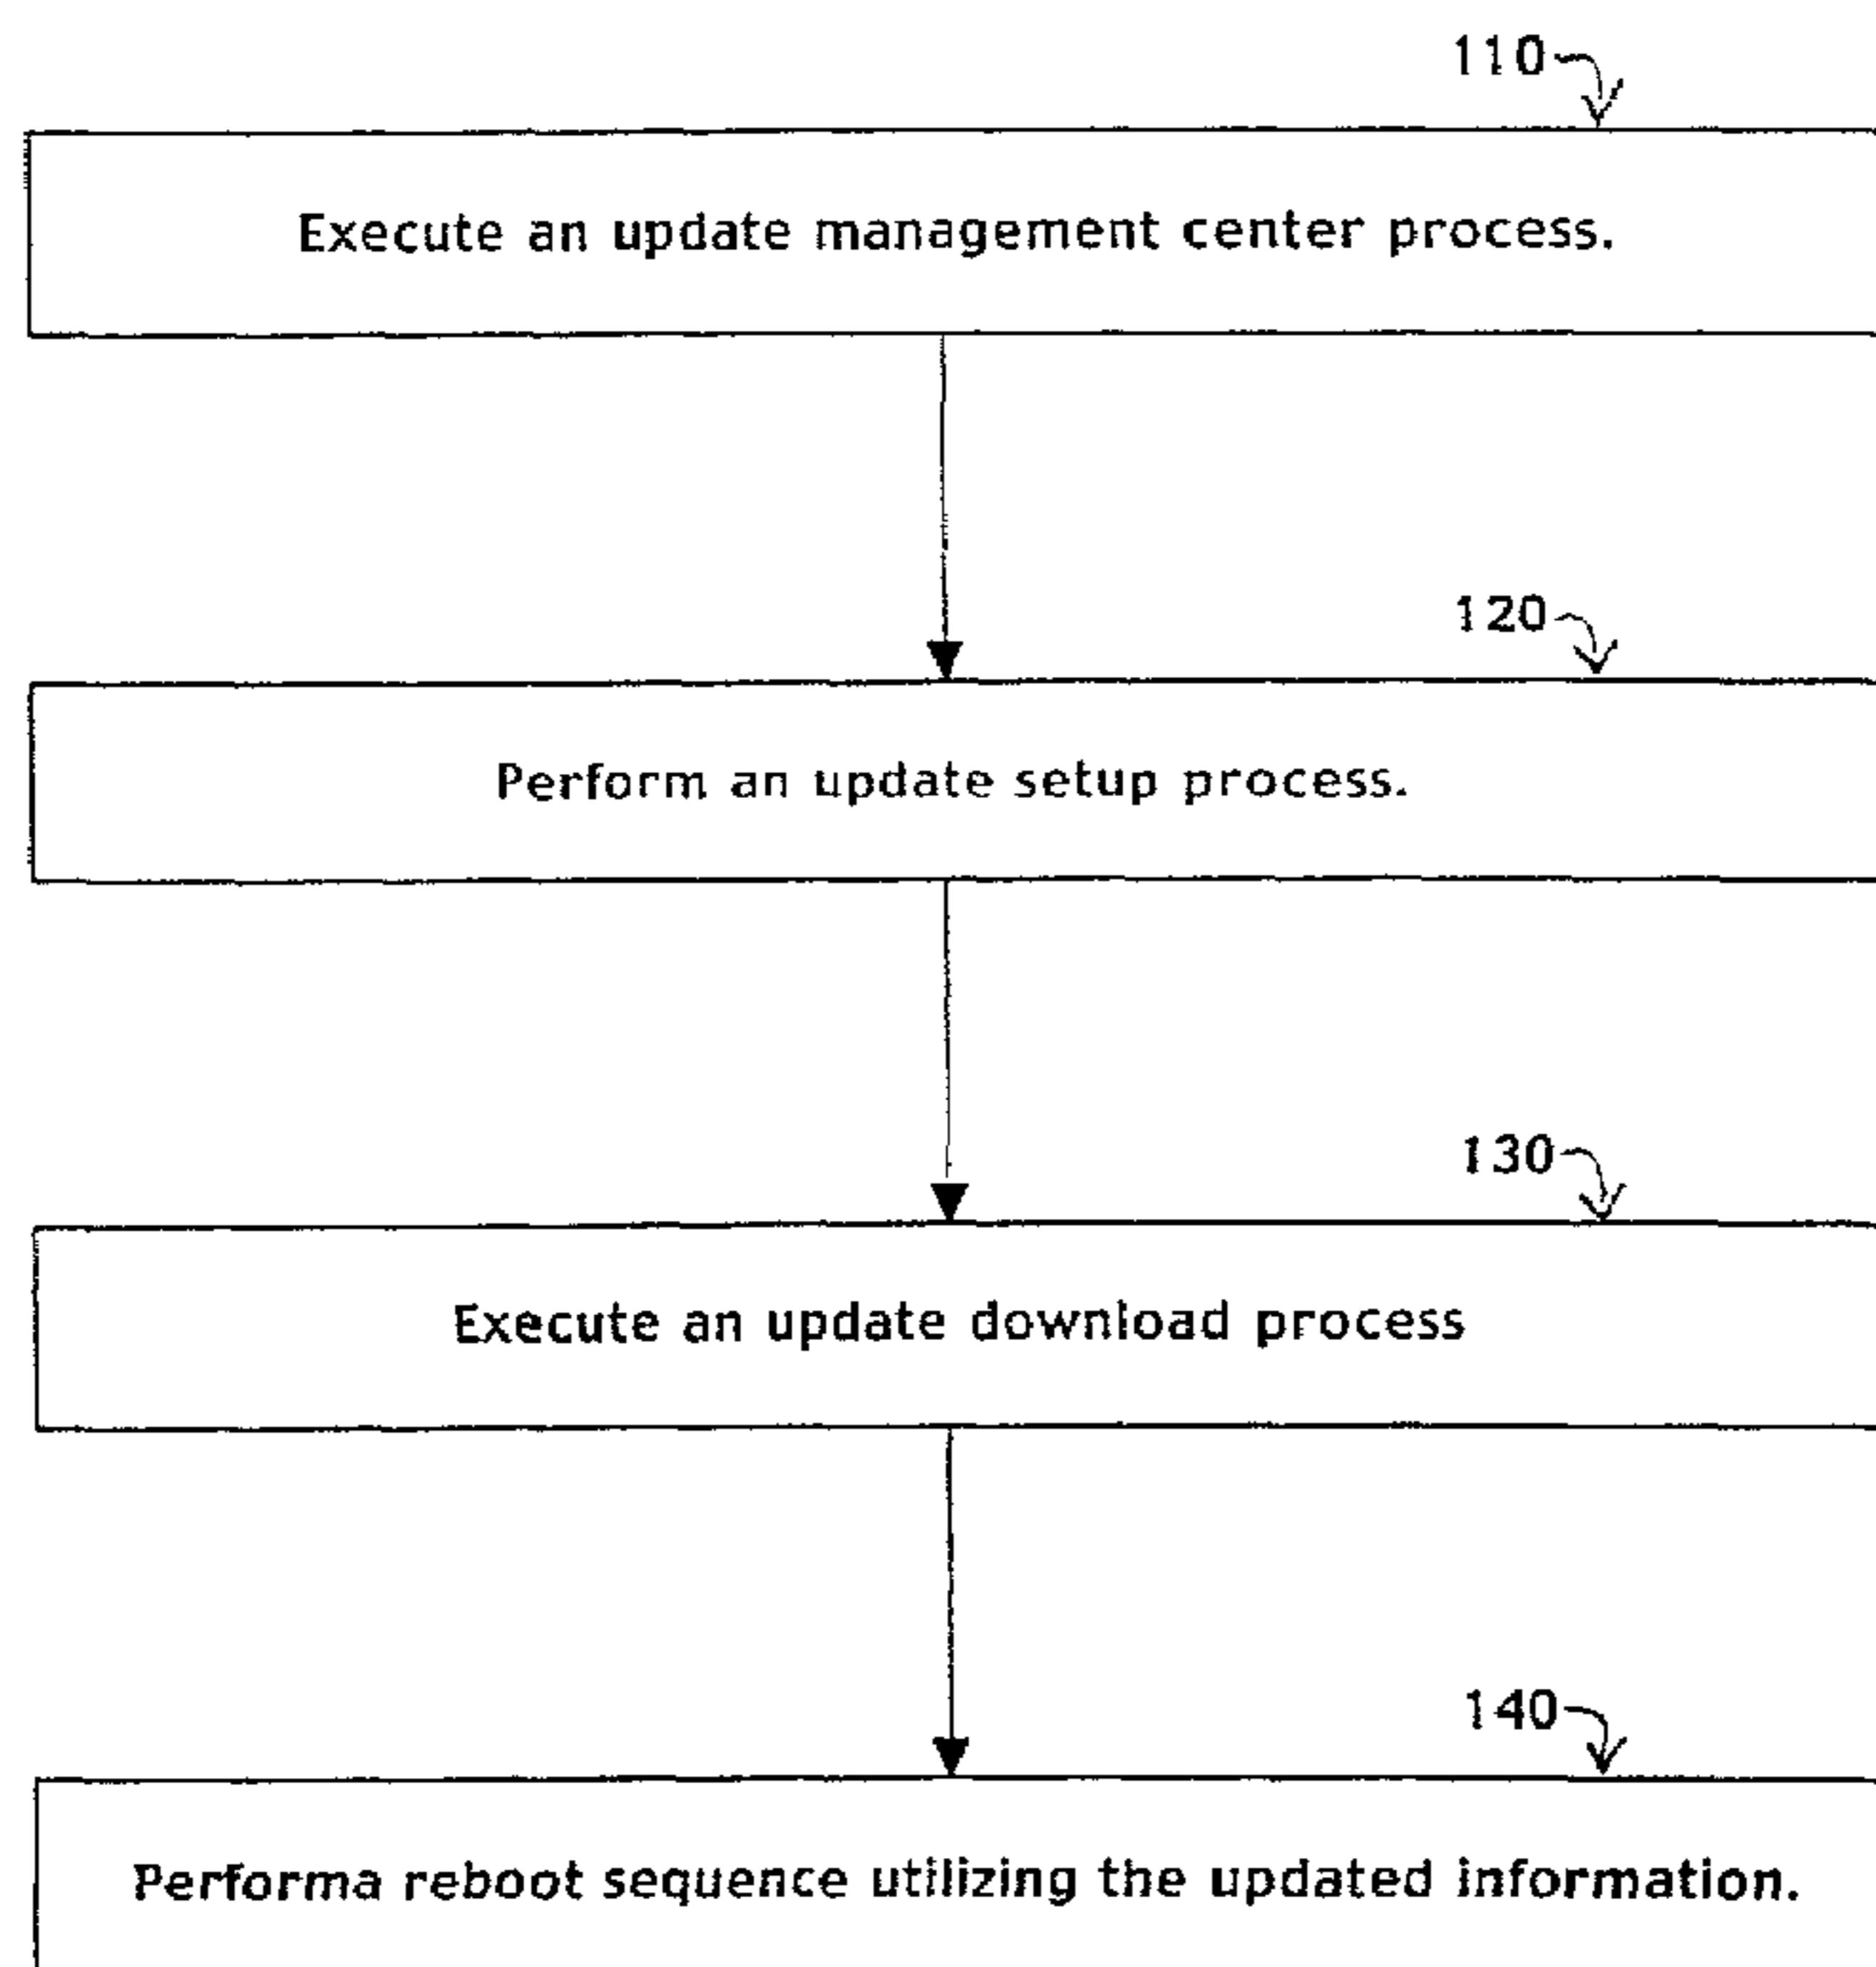 110
Execute an update management center process.
120
Perform an update setup process.
130
Execute an update download process
140
Performa reboot sequence utilizing the updated information.